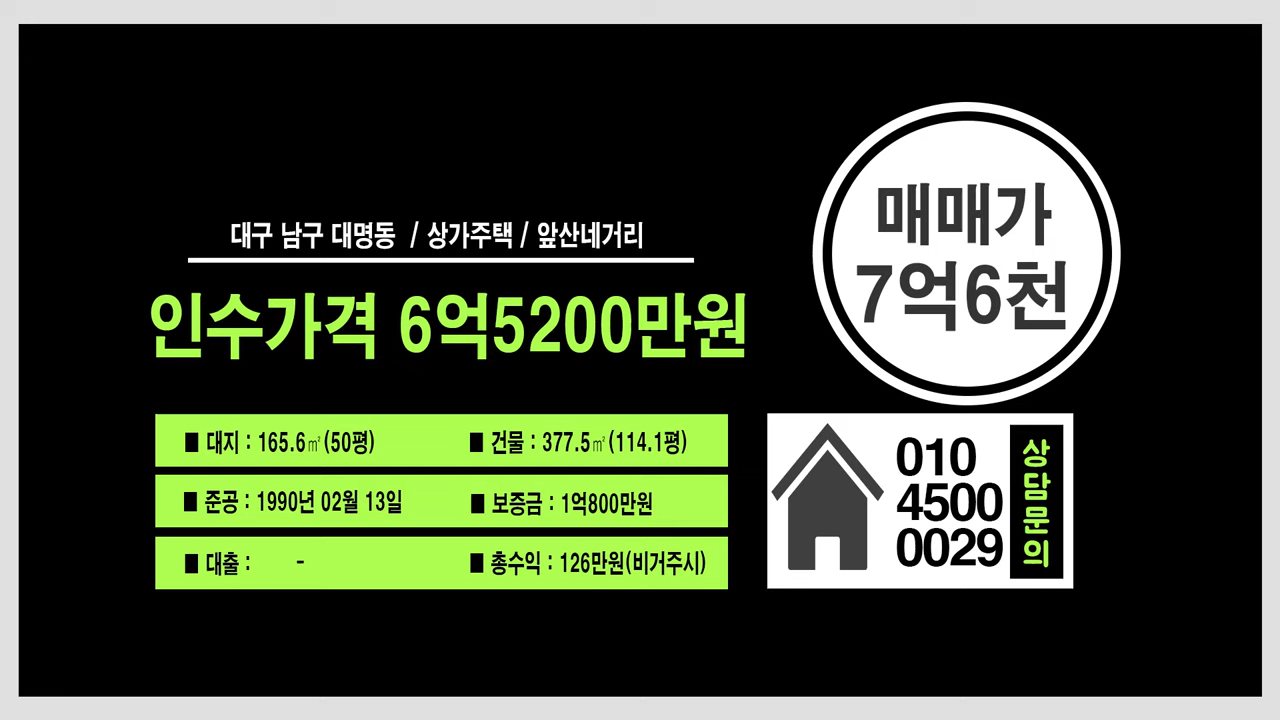 대구 남구 대명동 / 상가주택 / 앞산네거리
인수가격 6억5200만원
매매가
7억6천
■ 대지 : 165.6㎡(50평)
■ 건물 : 377.5㎡(114.1평)
■ 준공 : 1990년 02월 13일
■ 보증금 : 1억800만원
■ 대출 : -
■ 총수익 : 126만원(비거주시)
010
4500
0029
상담문의